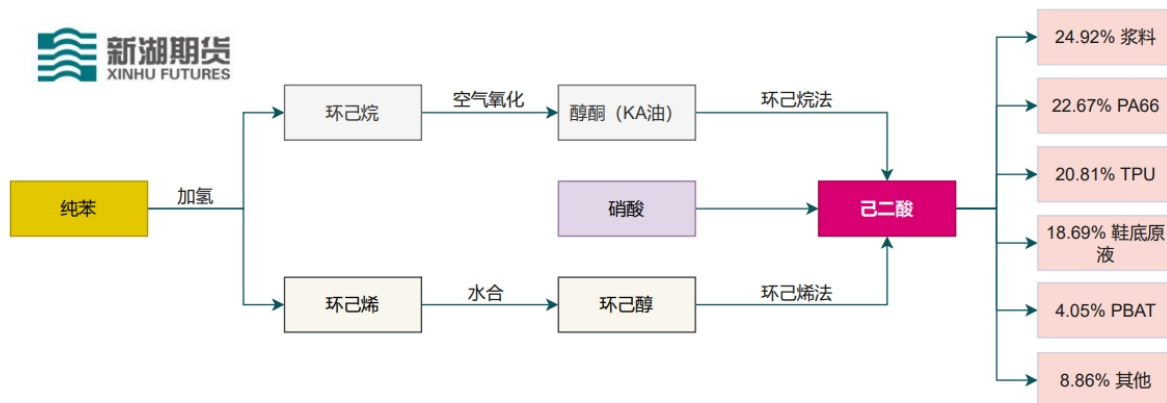 新湖期货
XINHU FUTURES
24.92% 浆料
环己烷
空气氧化
醇酮（KA油）
环己烷法
22.67% PA66
纯苯
加氢
硝酸
己二酸
20.81% TPU
18.69% 鞋底原
液
环己烯
水合
环己醇
环己烯法
4.05% PBAT
8.86% 其他